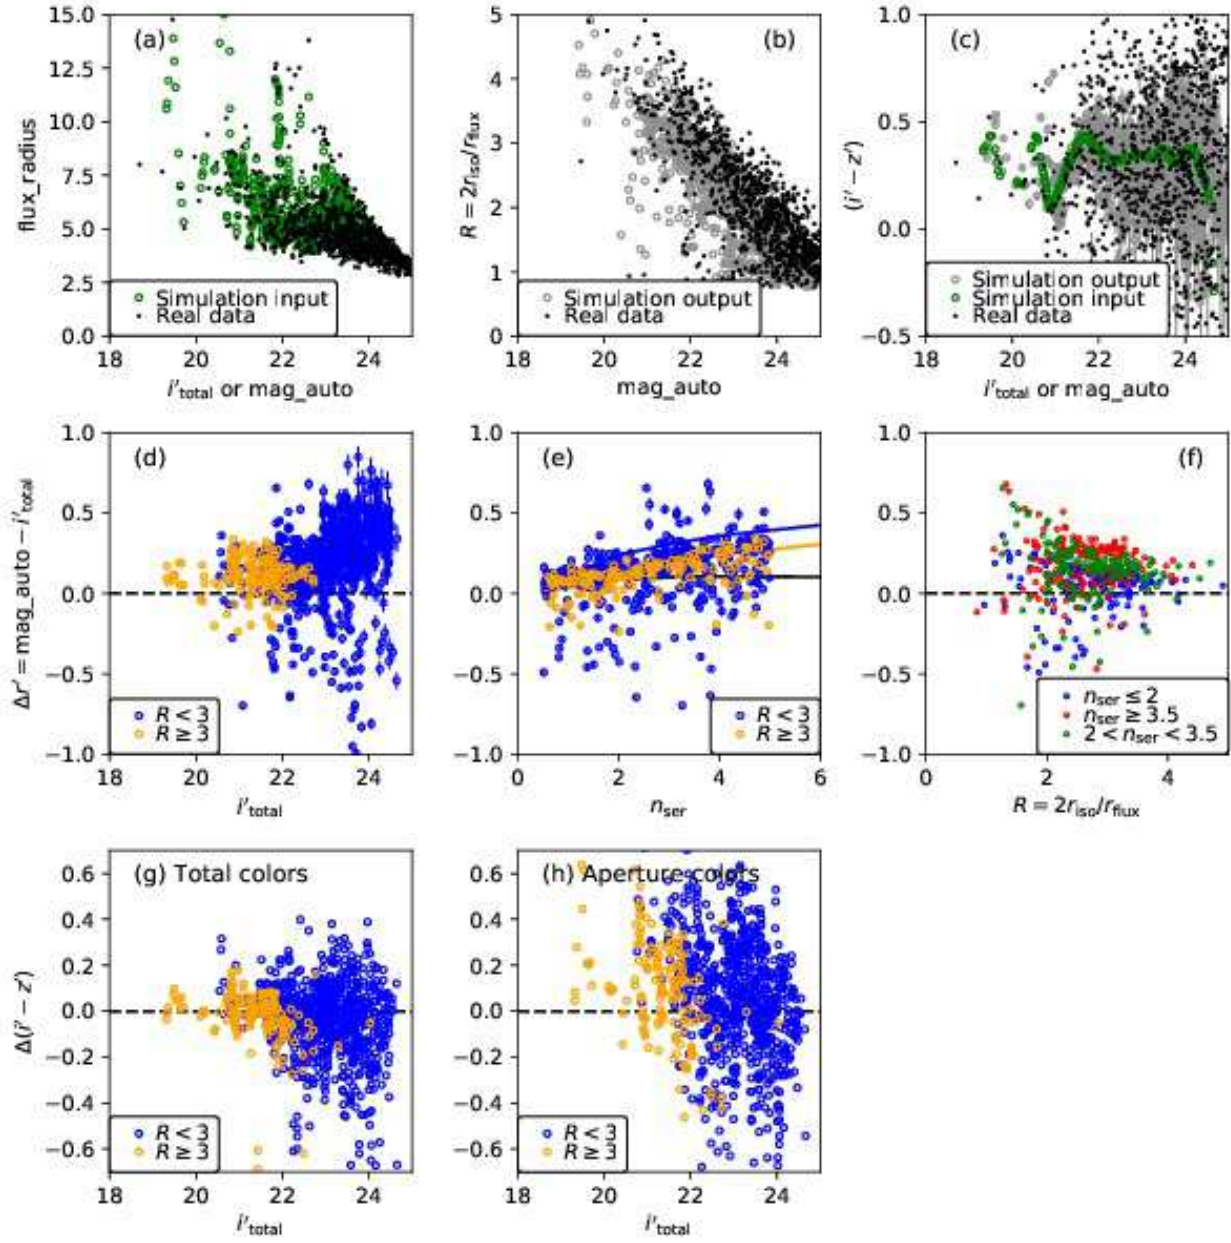 (a)
15.0
12.5
10.0
7.5
5.0
2.5
0.0
flux_radius
Simulation input
Real data
18 20 22 24
i′total or mag_auto
(b)
5
4
3
2
1
0
R = 2riso/rflux
Simulation output
Real data
18 20 22 24
mag_auto
(c)
1.0
0.5
0.0
−0.5
(i′ − z′)
Simulation output
Simulation input
Real data
18 20 22 24
i′total or mag_auto
(d)
1.0
0.5
0.0
−0.5
−1.0
Δr′ = mag_auto − i′total
R < 3
R ≥ 3
18 20 22 24
i′total
(e)
1.0
0.5
0.0
−0.5
−1.0
R < 3
R ≥ 3
0 2 4 6
nser
(f)
1.0
0.5
0.0
−0.5
−1.0
nser ≤ 2
nser ≥ 3.5
2 < nser < 3.5
0 2 4
R = 2riso/rflux
(g) Total colors
0.6
0.4
0.2
0.0
−0.2
−0.4
−0.6
Δ(i′ − z′)
R < 3
R ≥ 3
18 20 22 24
i′total
(h) Aperture colors
0.6
0.4
0.2
0.0
−0.2
−0.4
−0.6
R < 3
R ≥ 3
18 20 22 24
i′total